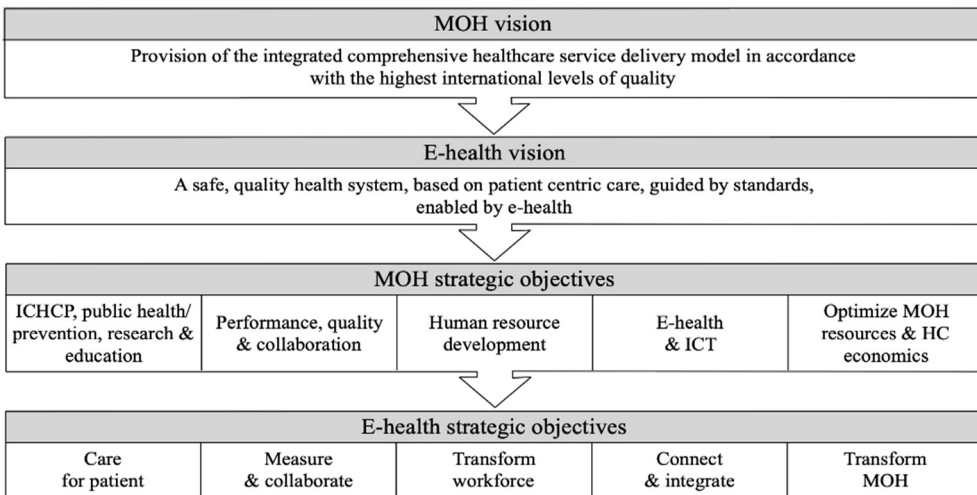 MOH vision
Provision of the integrated comprehensive healthcare service delivery model in accordance
with the highest international levels of quality
E-health vision
A safe, quality health system, based on patient centric care, guided by standards,
enabled by e-health
MOH strategic objectives
ICHCP, public health/
prevention, research &
education
Performance, quality
& collaboration
Human resource
development
E-health
& ICT
Optimize MOH
resources & HC
economics
E-health strategic objectives
Care
for patient
Measure
& collaborate
Transform
workforce
Connect
& integrate
Transform
MOH